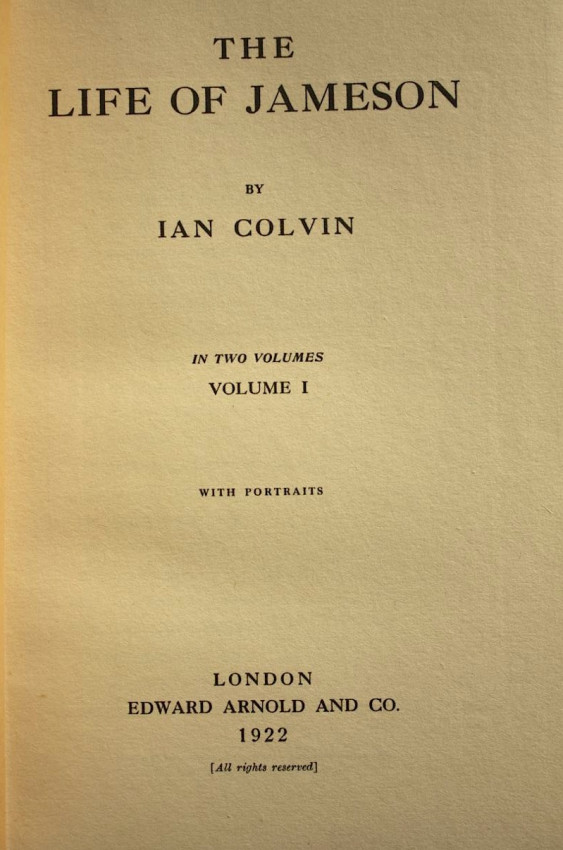 THE
LIFE OF JAMESON
BY
IAN COLVIN
IN TWO VOLUMES
VOLUME I
WITH PORTRAITS
LONDON
EDWARD ARNOLD AND CO.
1922
[All rights reserved]